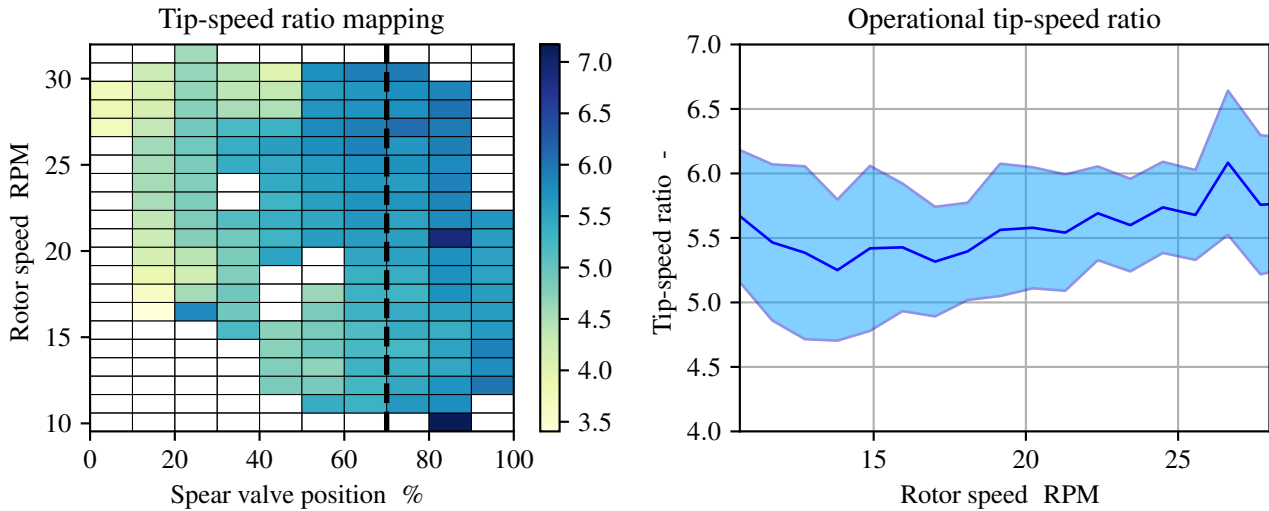 Tip-speed ratio mapping
Rotor speed RPM
30
25
20
15
10
0 20 40 60 80 100
Spear valve position %
7.0
6.5
6.0
5.5
5.0
4.5
4.0
3.5
Operational tip-speed ratio
Tip-speed ratio -
7.0
6.5
6.0
5.5
5.0
4.5
4.0
15 20 25
Rotor speed RPM